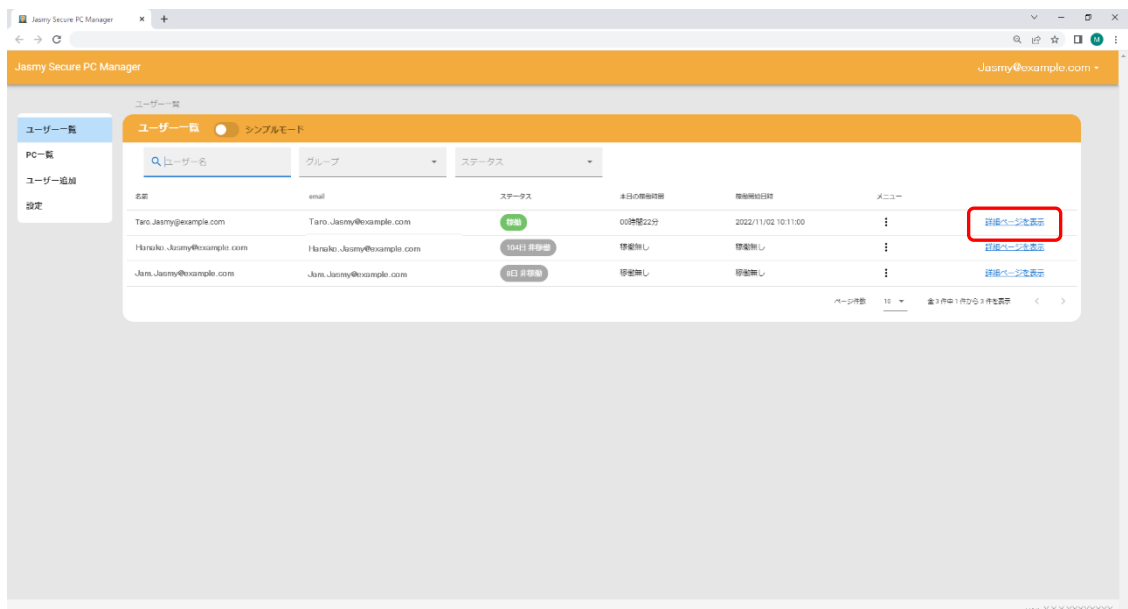 Jasmy Secure PC Manager
M
Jasmy Secure PC Manager
Jasmy@example.com
ユーザー一覧
ユーザー一覧
PC一覧
ユーザー追加
設定
ユーザー一覧 シンプルモード
ユーザー名 グループ ステータス
名前 email ステータス 本日の稼働時間 稼働開始日時 メニュー
Taro.Jasmy@example.com Taro.Jasmy@example.com 稼働 00時間22分 2022/11/02 10:11:00 詳細ページを表示
Hanako.Jasmy@example.com Hanako.Jasmy@example.com 104日 非稼働 稼働無し 稼働無し 詳細ページを表示
Jam.Jasmy@example.com Jam.Jasmy@example.com 8日 非稼働 稼働無し 稼働無し 詳細ページを表示
ページ件数 10 全3件中1件から3件を表示